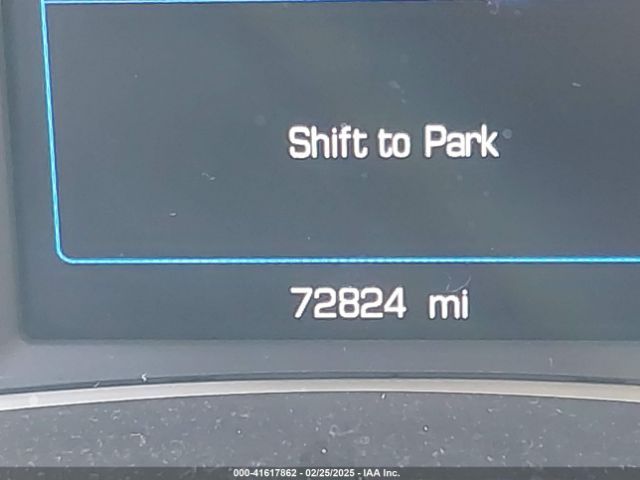 Shift to Park
72824 mi
000-41617862 - 02/25/2025 - IAA Inc.